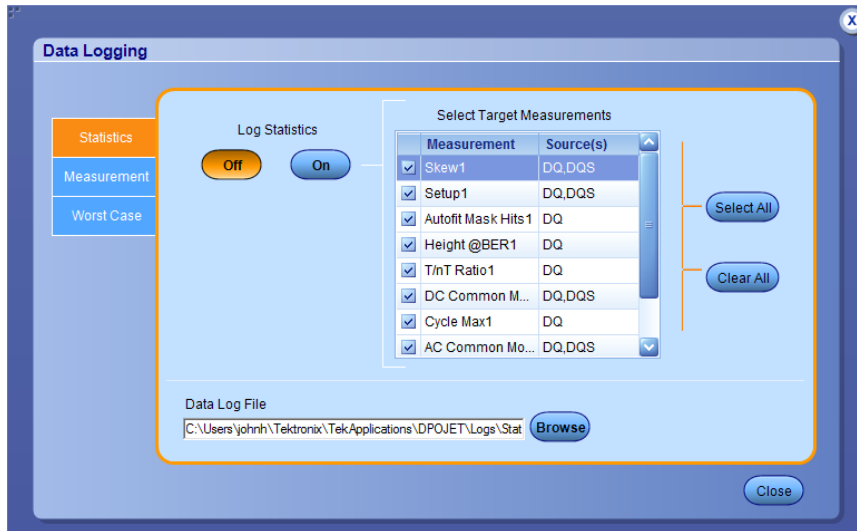 X
Data Logging
Statistics
Measurement
Worst Case
Log Statistics
Off On
Select Target Measurements
Measurement Source(s)
Skew1 DQ,DQS
Setup1 DQ,DQS
Autofit Mask Hits1 DQ
Height @BER1 DQ
T/nT Ratio1 DQ
DC Common M... DQ,DQS
Cycle Max1 DQ
AC Common Mo... DQ,DQS
Select All
Clear All
Data Log File
C:\Users\johnh\Tektronix\TekApplications\DPOJET\Logs\Stat Browse
Close